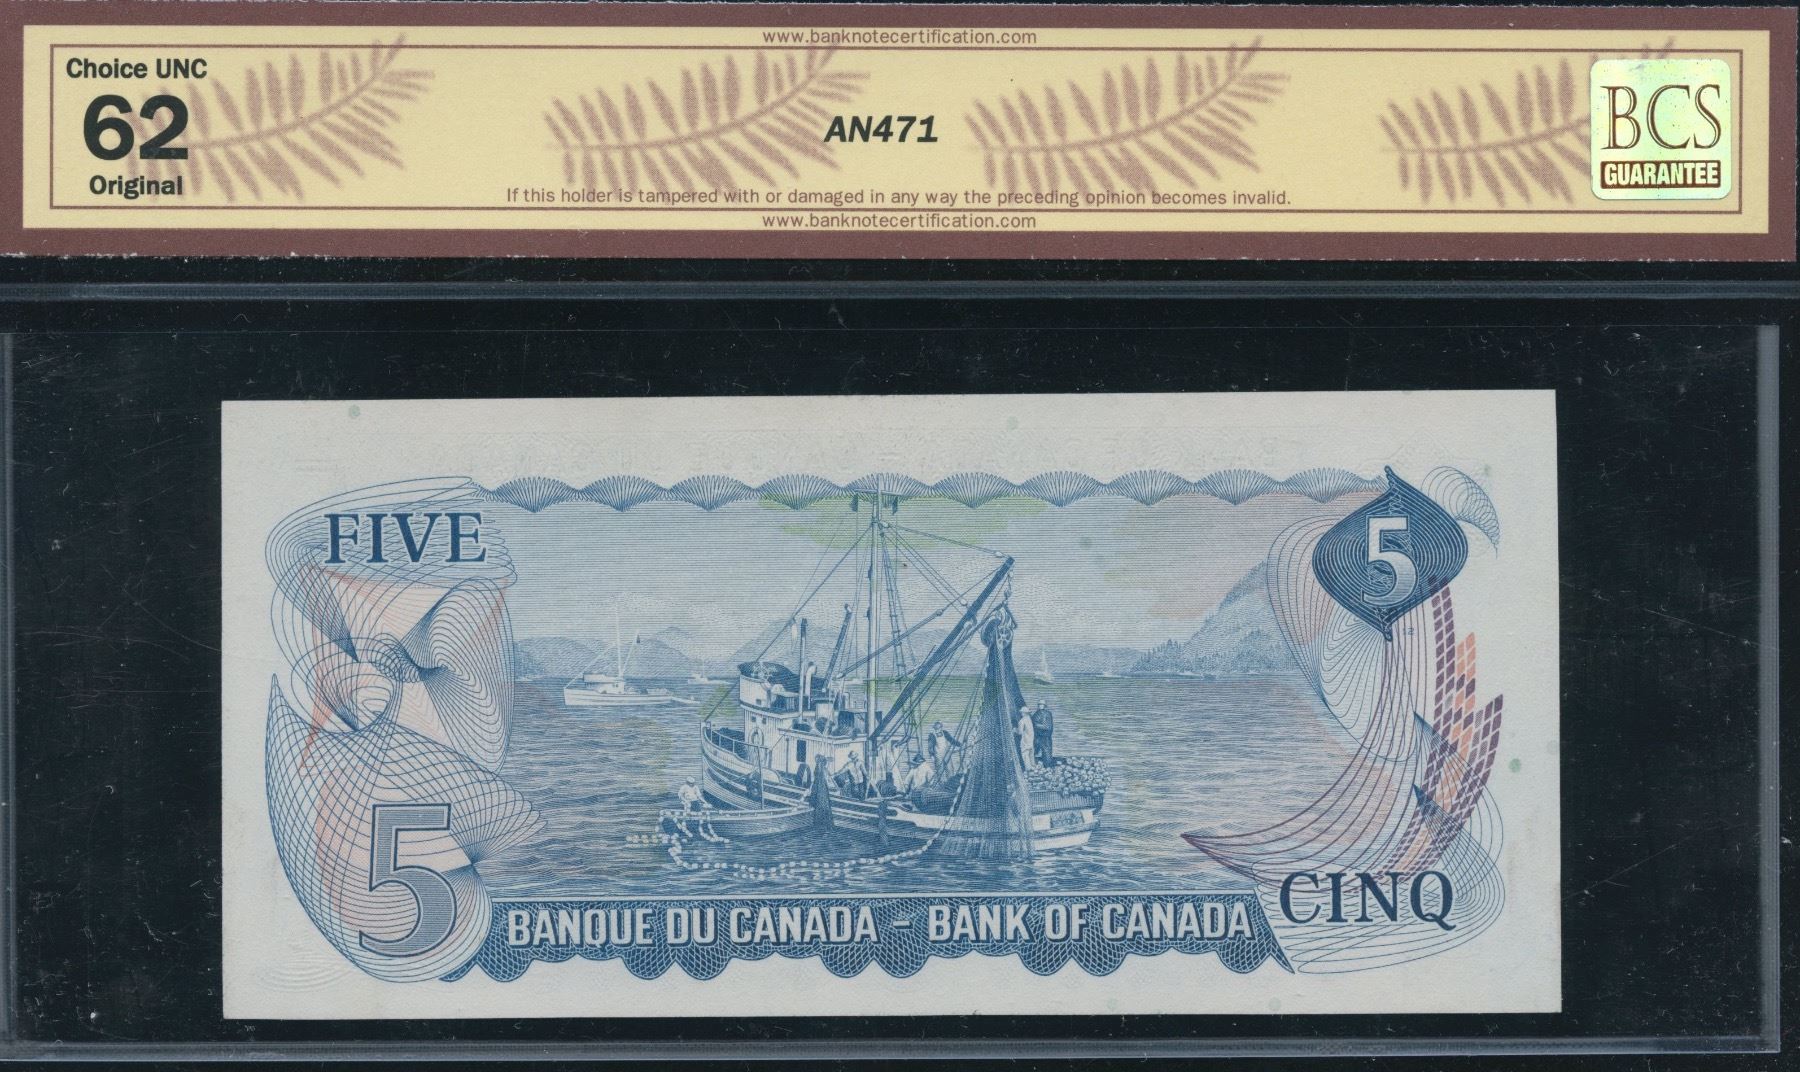 www.banknotecertification.com
Choice UNC
62
Original
AN471
BCS
GUARANTEE
If this holder is tampered with or damaged in any way the preceding opinion becomes invalid.
www.banknotecertification.com
FIVE
5
12
5
CINQ
BANQUE DU CANADA – BANK OF CANADA